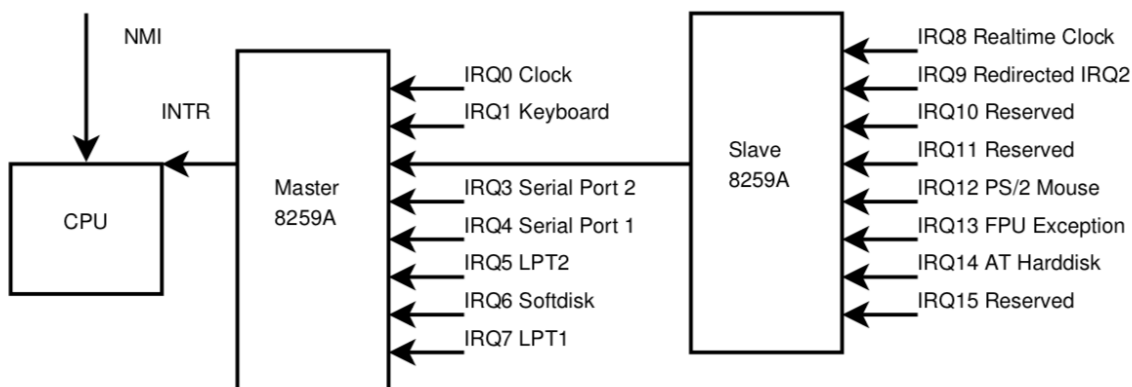 NMI
INTR
CPU
Master
8259A
IRQ0 Clock
IRQ1 Keyboard
IRQ3 Serial Port 2
IRQ4 Serial Port 1
IRQ5 LPT2
IRQ6 Softdisk
IRQ7 LPT1
Slave
8259A
IRQ8 Realtime Clock
IRQ9 Redirected IRQ2
IRQ10 Reserved
IRQ11 Reserved
IRQ12 PS/2 Mouse
IRQ13 FPU Exception
IRQ14 AT Harddisk
IRQ15 Reserved